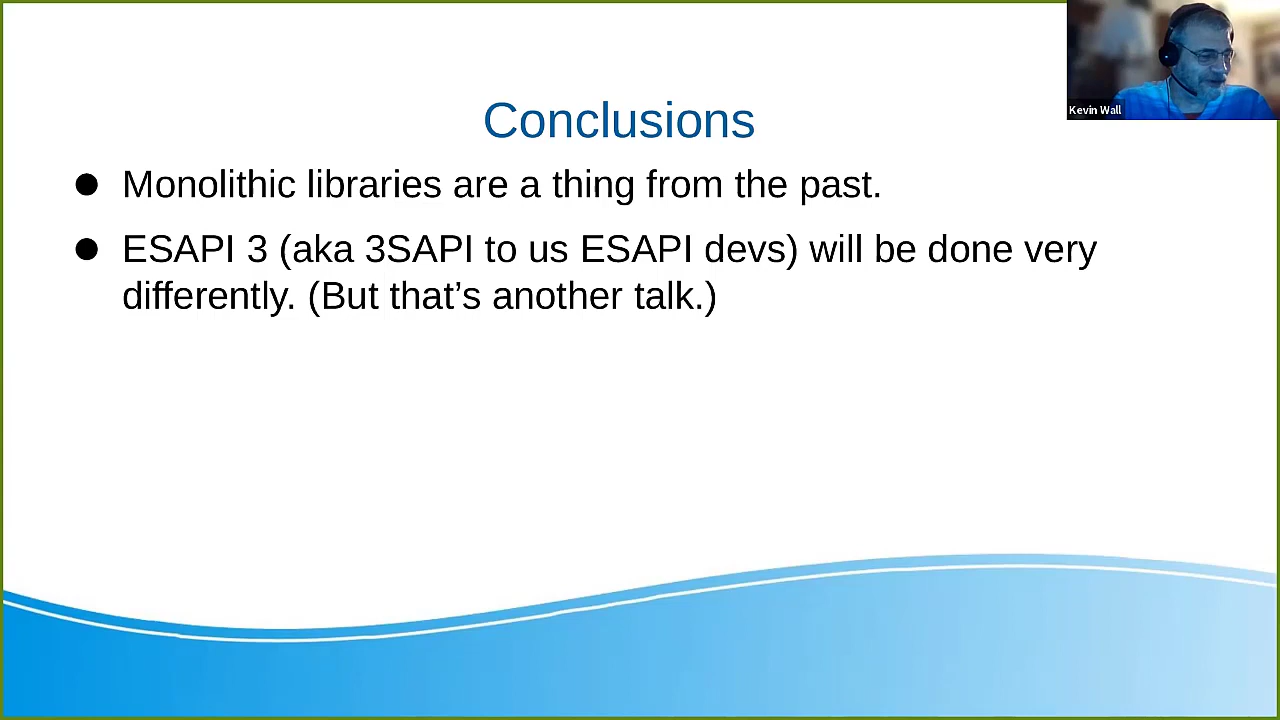 Conclusions
Kevin Wall
● Monolithic libraries are a thing from the past.
● ESAPI 3 (aka 3SAPI to us ESAPI devs) will be done very
differently. (But that’s another talk.)